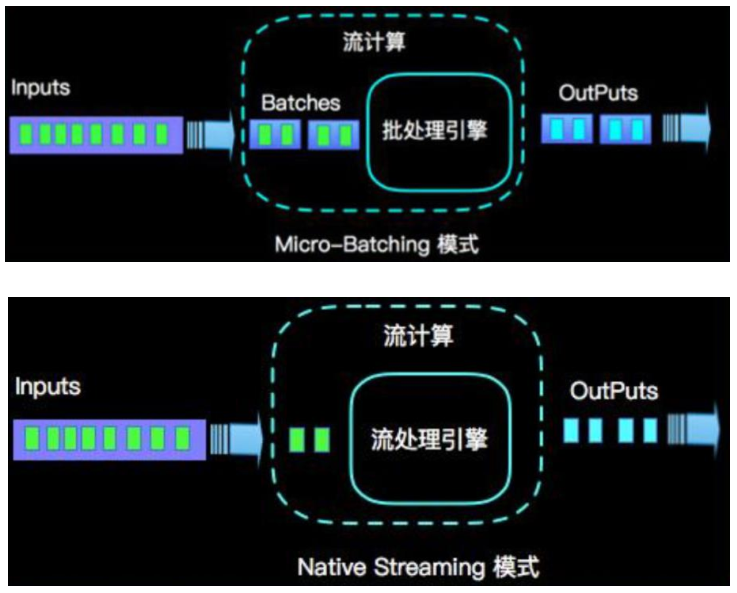 流计算
Inputs
Batches
OutPuts
批处理引擎
Micro-Batching 模式
流计算
Inputs
OutPuts
流处理引擎
Native Streaming 模式